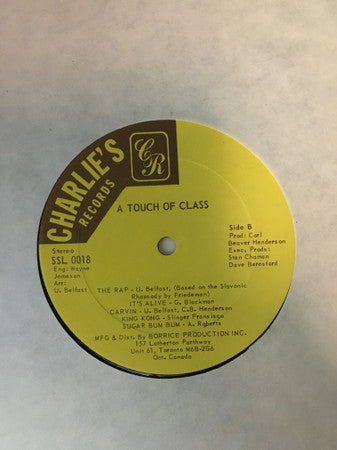 CHARLIE'S
RECORDS
CR
A TOUCH OF CLASS
Stereo
SSL. 0018
Eng: Wayne
Jameson
Arr:
U. Belfast
Side B
Prod: Carl
Beaver Henderson
Exec. Prods:
Stan Chaman
Dave Beresford
THE RAP - U. Belfast, (Based on the Slavonic
Rhapsody by Friedeman)
IT'S ALIVE - G. Blackman
CARVIN - U. Belfast, C.B. Henderson
KING KONG - Slinger Francisco
SUGAR BUM BUM - A. Roberts
MFG & Dist. By BORRICE PRODUCTION INC.
157 Lutherton Parthway
Unit 61, Toronto M6B-2G6
Ont. Canada